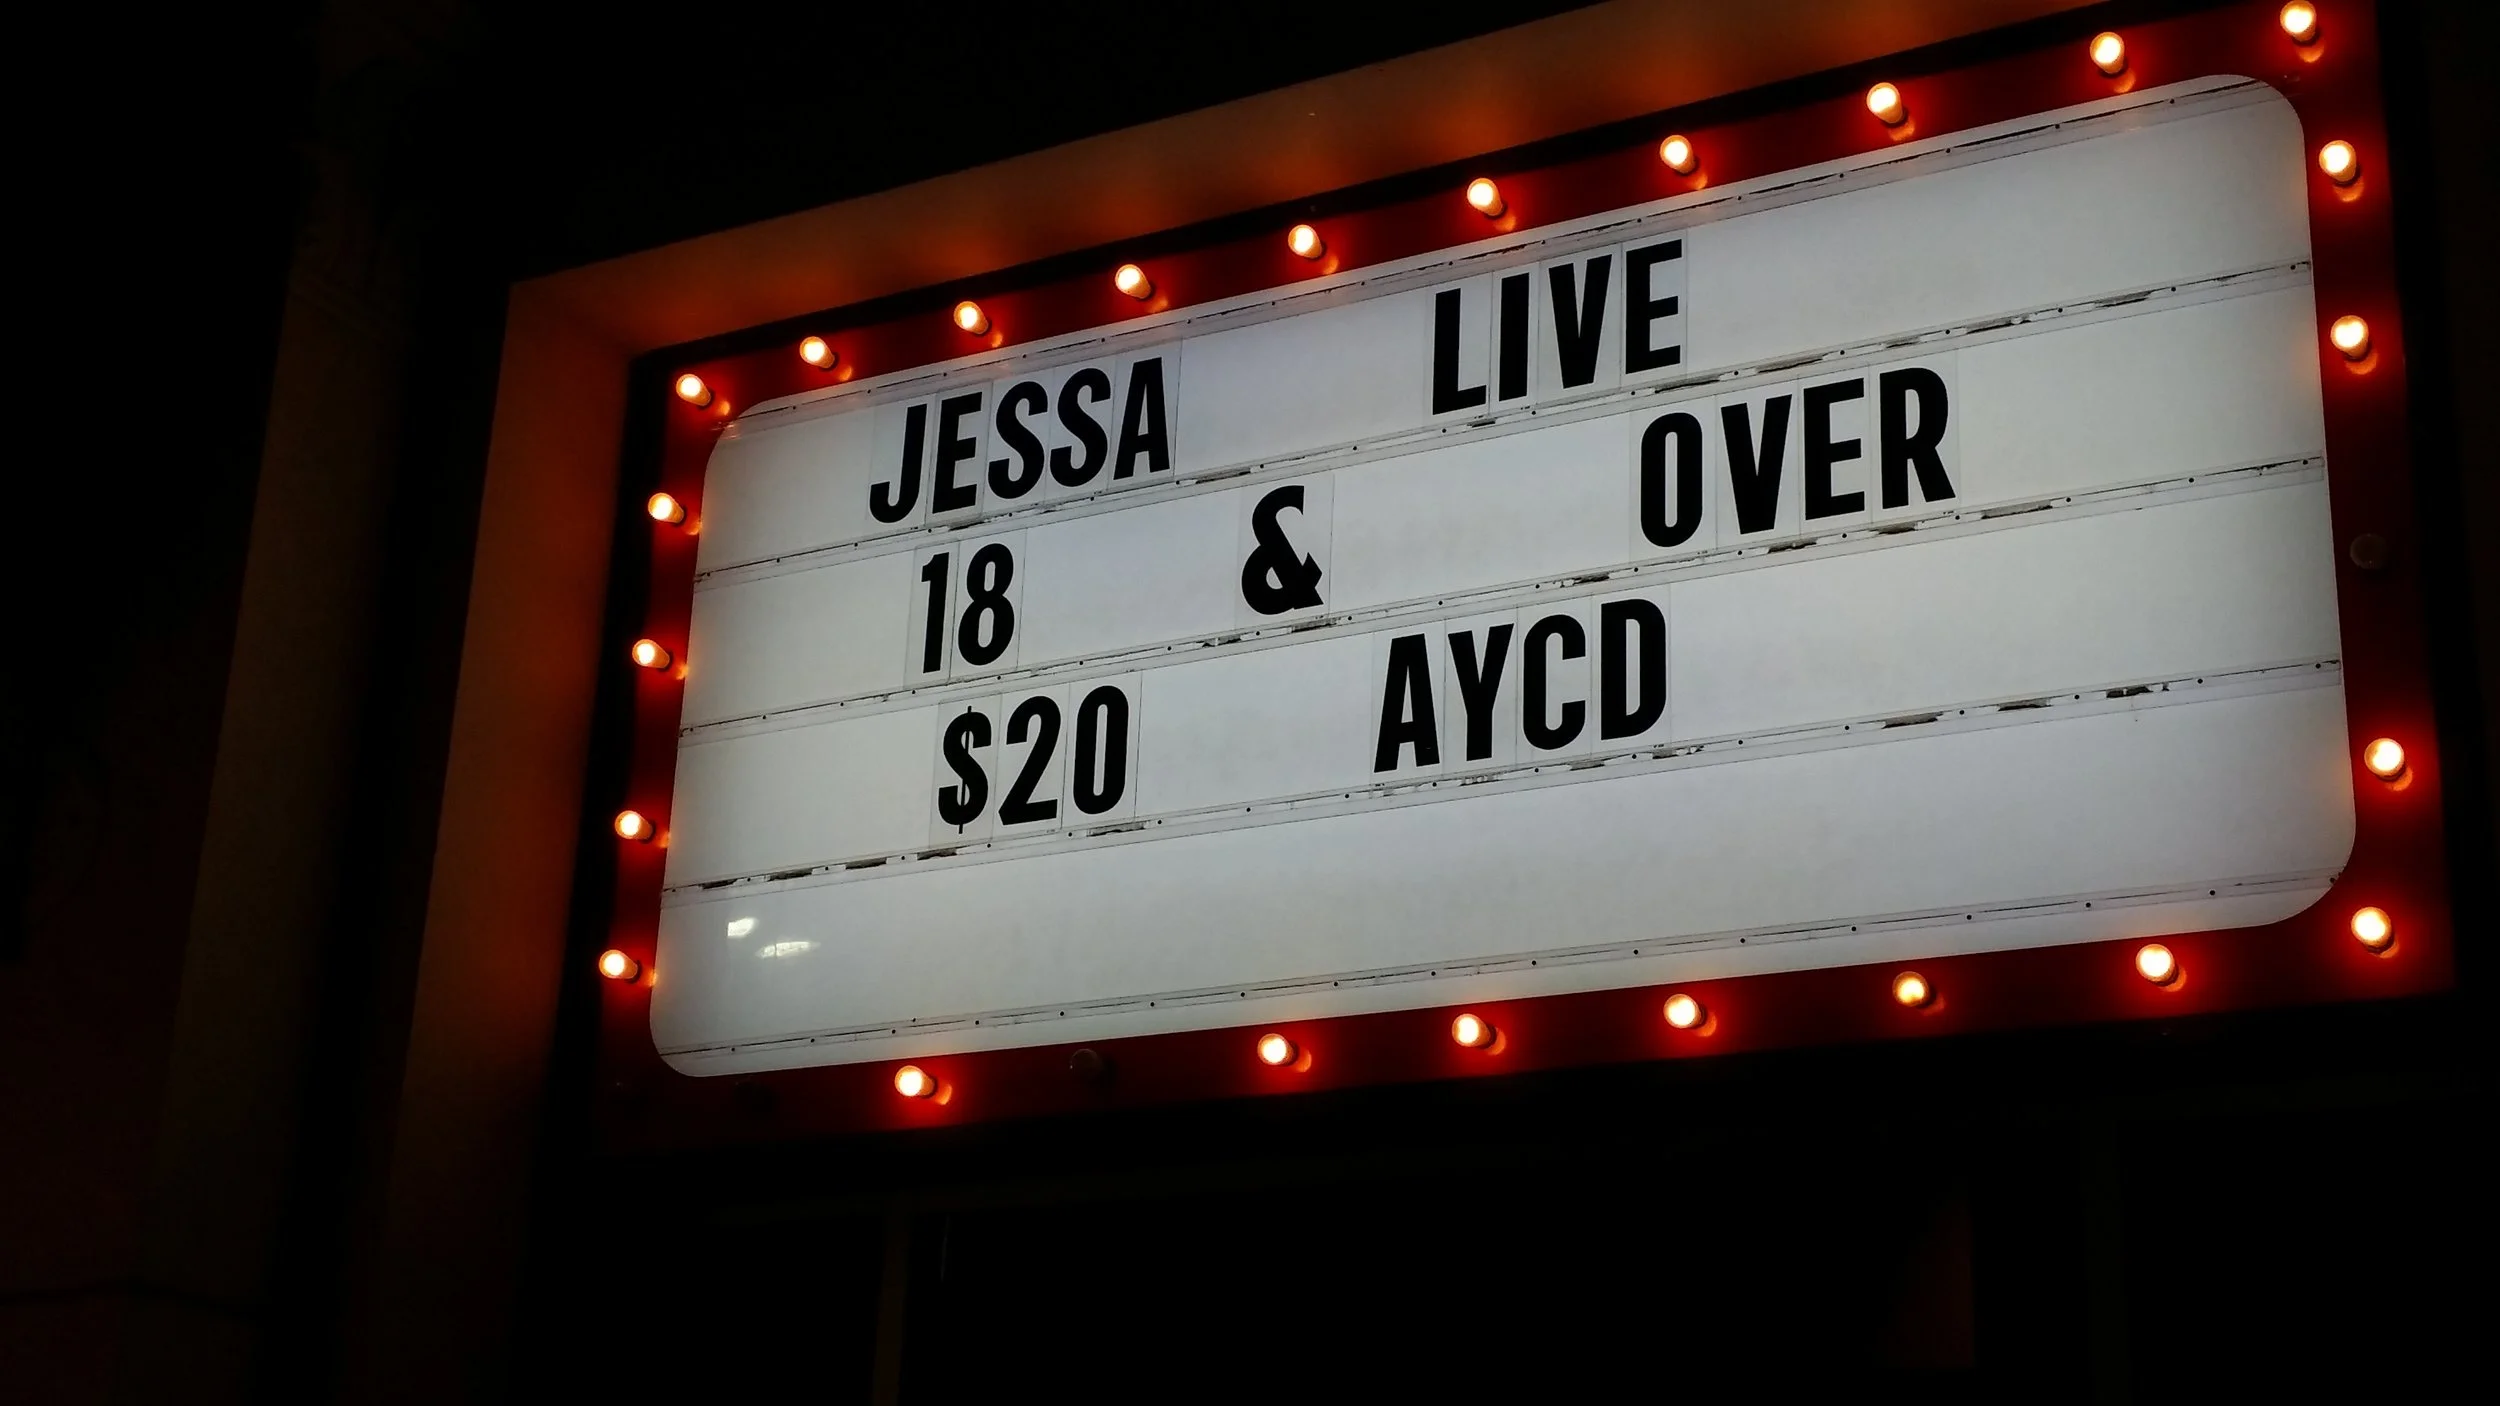 JESSA LIVE
18 & OVER
$20 AYCD